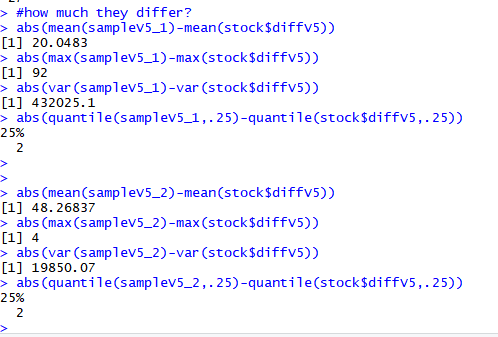 > #how much they differ?
> abs(mean(sampleV5_1)-mean(stock$diffV5))
[1] 20.0483
> abs(max(sampleV5_1)-max(stock$diffV5))
[1] 92
> abs(var(sampleV5_1)-var(stock$diffV5))
[1] 432025.1
> abs(quantile(sampleV5_1,.25)-quantile(stock$diffV5,.25))
25%
2
>
>
> abs(mean(sampleV5_2)-mean(stock$diffV5))
[1] 48.26837
> abs(max(sampleV5_2)-max(stock$diffV5))
[1] 4
> abs(var(sampleV5_2)-var(stock$diffV5))
[1] 19850.07
> abs(quantile(sampleV5_2,.25)-quantile(stock$diffV5,.25))
25%
2
>